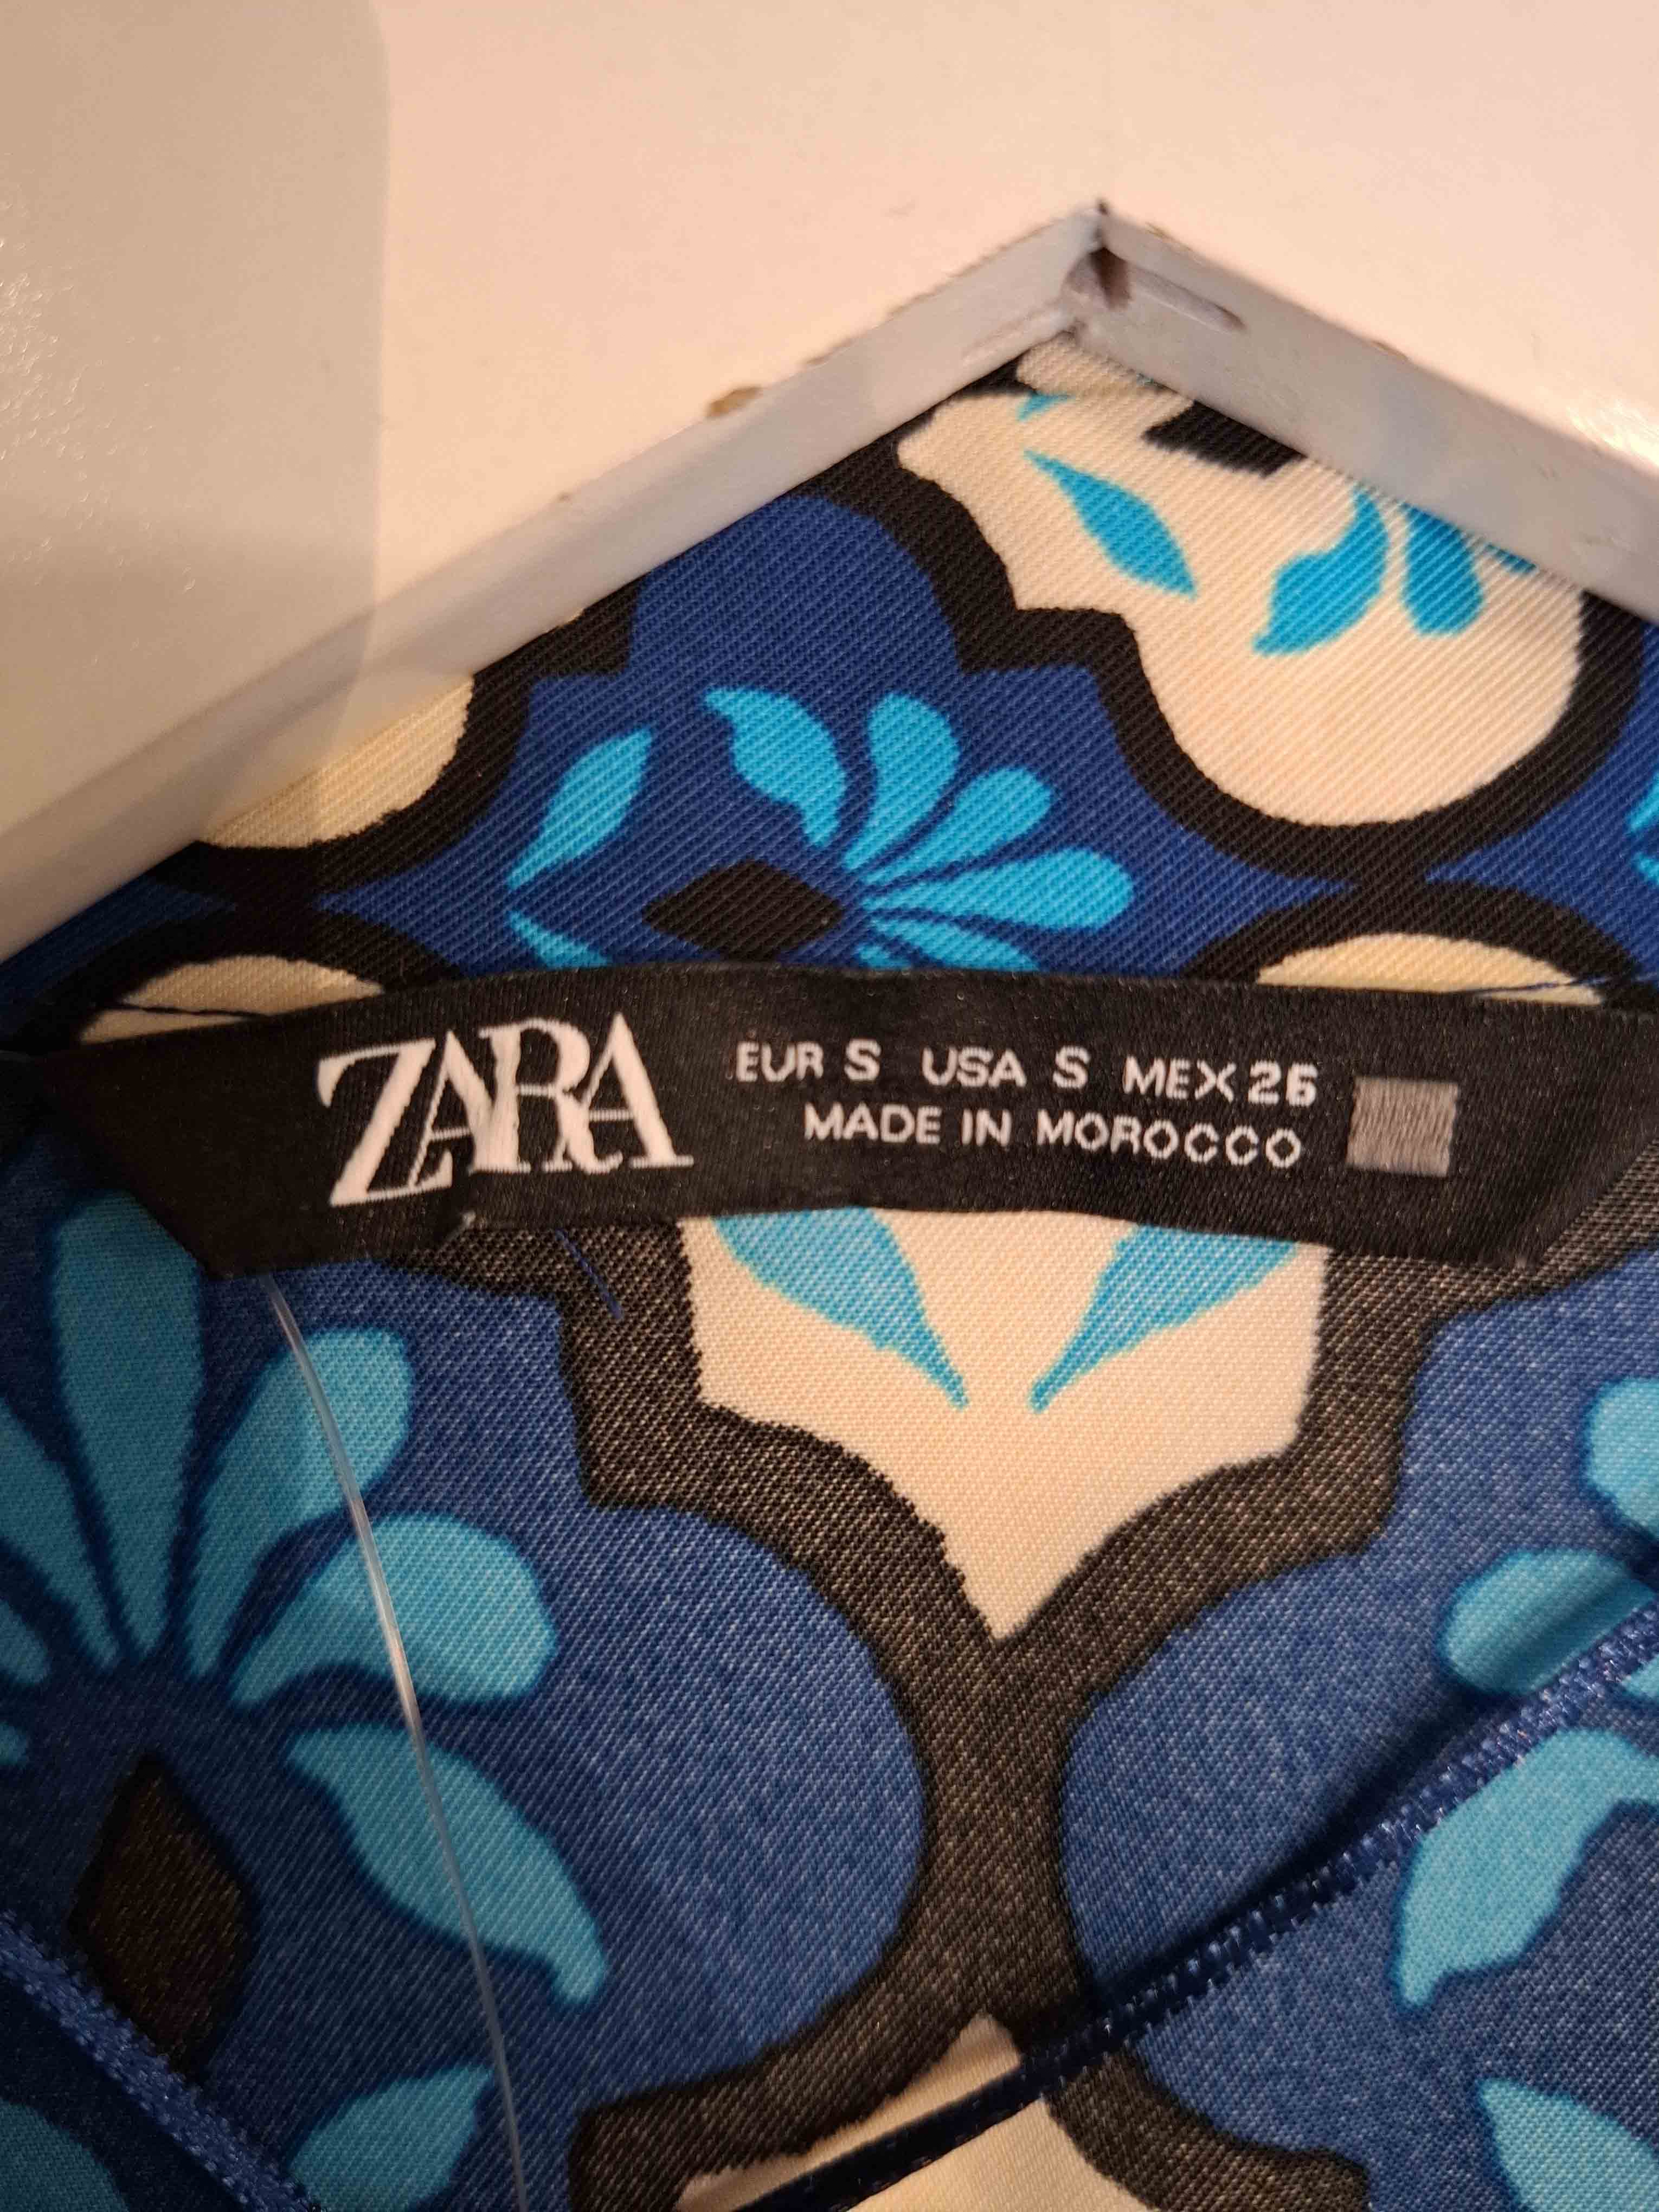 ZARA
EUR S USA S MEX 26
MADE IN MOROCCO